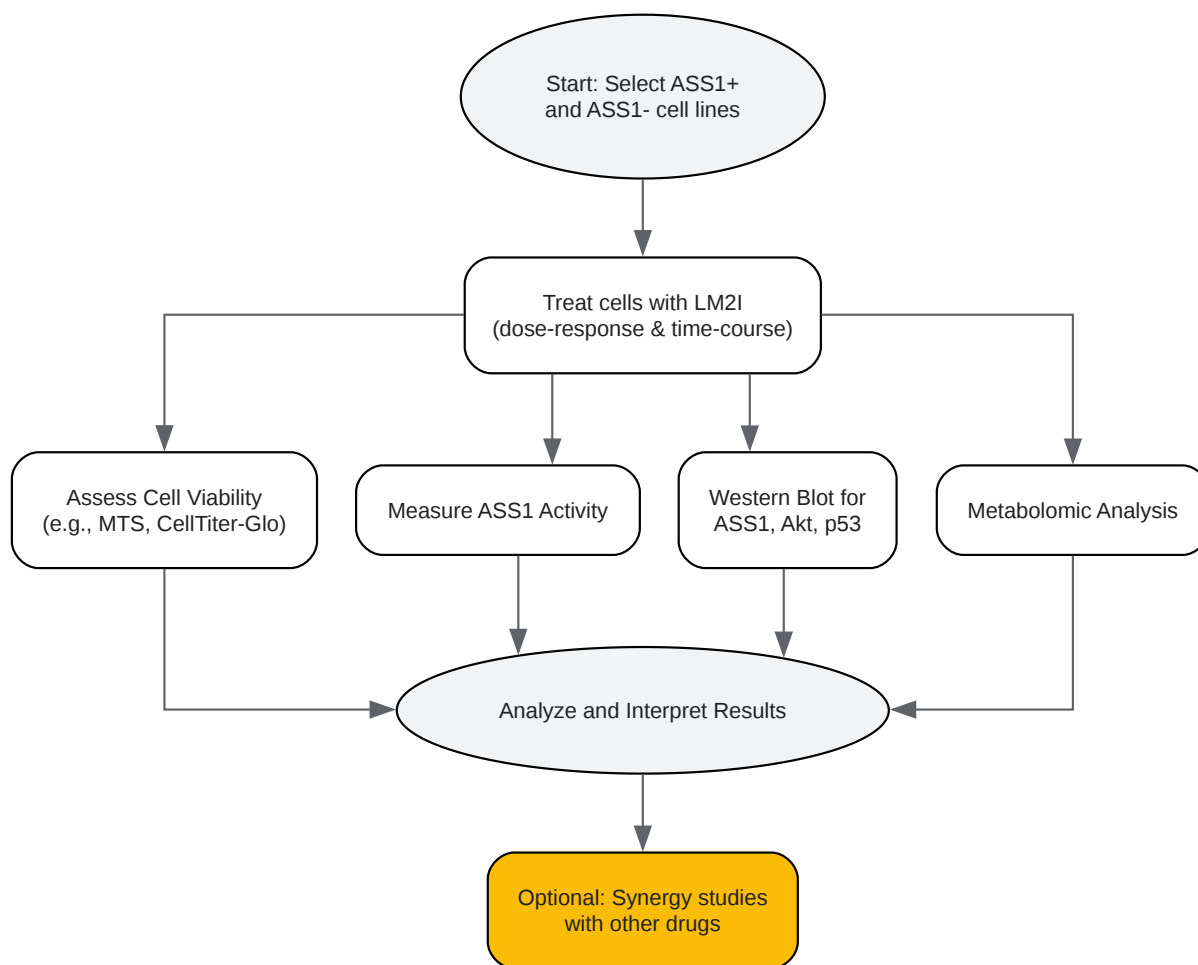 Start: Select ASS1+
and ASS1- cell lines
Treat cells with LM2I
(dose-response & time-course)
Assess Cell Viability
(e.g., MTS, CellTiter-Glo)
Measure ASS1 Activity
Western Blot for
ASS1, Akt, p53
Metabolomic Analysis
Analyze and Interpret Results
Optional: Synergy studies
with other drugs